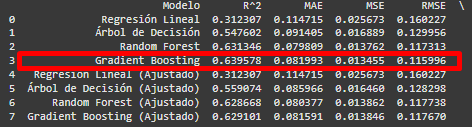 Modelo R^2 MAE MSE RMSE
0 Regresión Lineal 0.312307 0.114715 0.025673 0.160227
1 Árbol de Decisión 0.547602 0.091405 0.016889 0.129956
2 Random Forest 0.631346 0.079809 0.013762 0.117313
3 Gradient Boosting 0.639578 0.081993 0.013455 0.115996
4 Regresión Lineal (Ajustado) 0.312307 0.114715 0.025673 0.160227
5 Árbol de Decisión (Ajustado) 0.559074 0.085966 0.016460 0.128298
6 Random Forest (Ajustado) 0.628668 0.080377 0.013862 0.117738
7 Gradient Boosting (Ajustado) 0.629101 0.081591 0.013846 0.117670